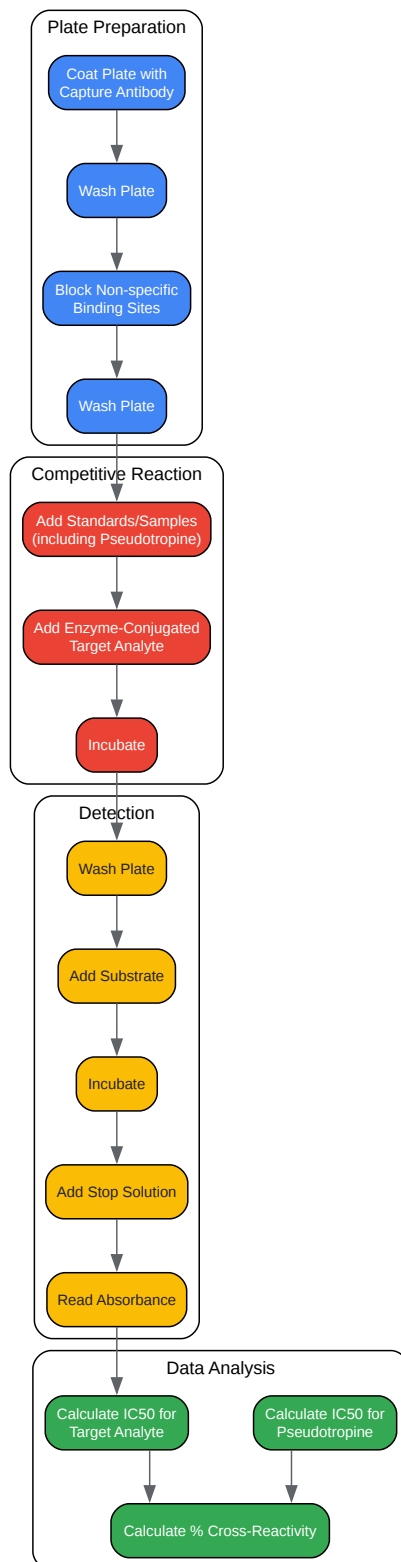 Plate Preparation
Coat Plate with
Capture Antibody
Wash Plate
Block Non-specific
Binding Sites
Wash Plate
Competitive Reaction
Add Standards/Samples
(including Pseudotropine)
Add Enzyme-Conjugated
Target Analyte
Incubate
Detection
Wash Plate
Add Substrate
Incubate
Add Stop Solution
Read Absorbance
Data Analysis
Calculate IC50 for
Target Analyte
Calculate IC50 for
Pseudotropine
Calculate % Cross-Reactivity